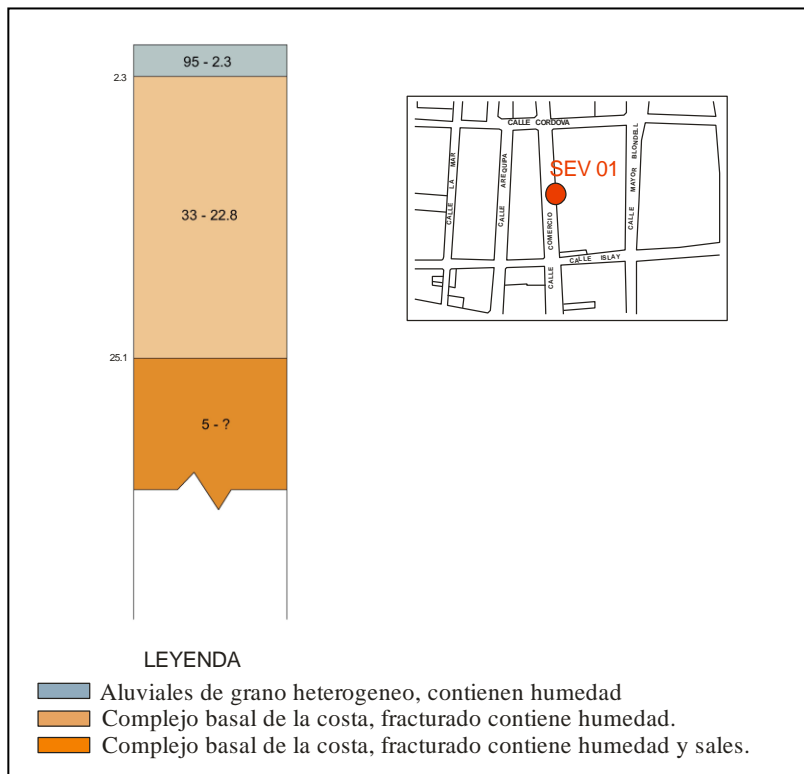 95 - 2.3
2.3
33 - 22.8
25.1
5 - ?
CALLE CORDOVA
CALLE LA MAR
CALLE AREQUIPA
SEV 01
CALLE MAYOR BLONDELL
CALLE COMERCIO
CALLE ISLAY
LEYENDA
Aluviales de grano heterogeneo, contienen humedad
Complejo basal de la costa, fracturado contiene humedad.
Complejo basal de la costa, fracturado contiene humedad y sales.